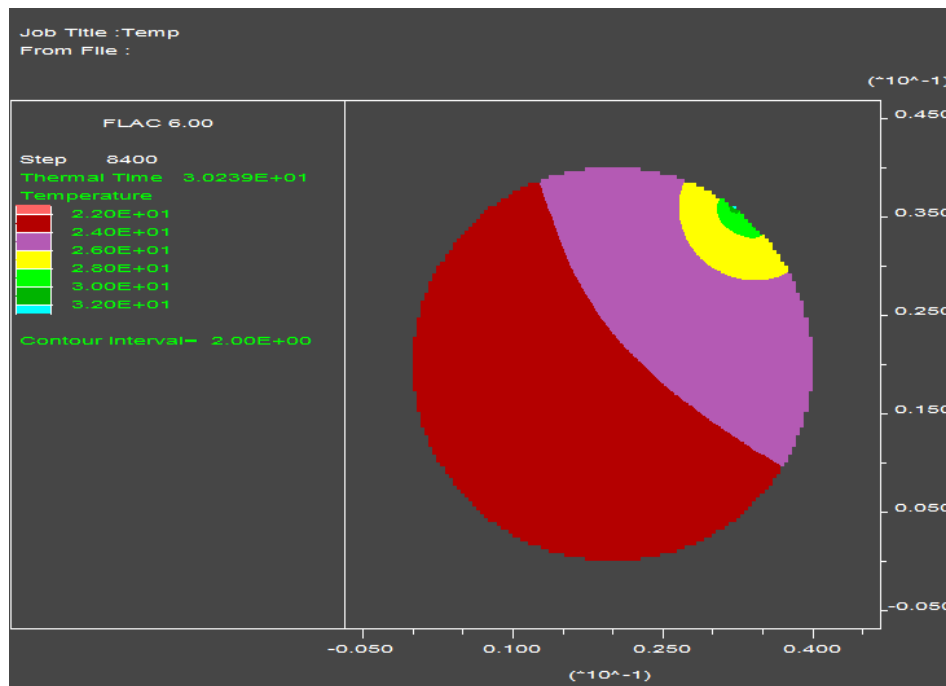 Job Title :Temp
From File :
FLAC 6.00
Step 8400
Thermal Time 3.0239E+01
Temperature
2.20E+01
2.40E+01
2.60E+01
2.80E+01
3.00E+01
3.20E+01
Contour Interval= 2.00E+00
(*10^-1)
0.450
0.350
0.250
0.150
0.050
-0.050
-0.050 0.100 0.250 0.400
(*10^-1)